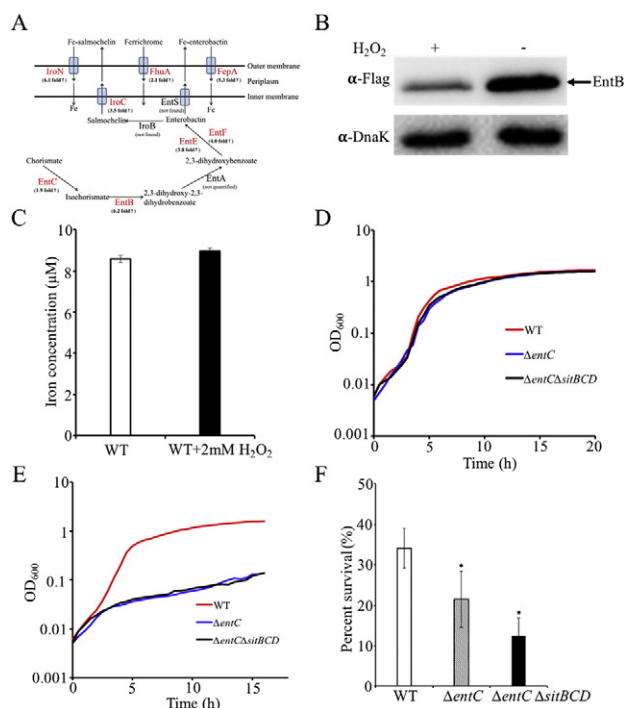 A
Fe-salmochelin Ferrichrome Fe-enterobactin
IroN FhuA FepA
(6.1 fold↑) (2.1 fold↑) (5.3 fold↑)
Outer membrane
Periplasm
Inner membrane
Fe IroC EntS Fe
(3.5 fold↑) (not found)
Salmochelin IroB Enterobactin
(not found)
EntF
EntE (4.0 fold↑)
(3.8 fold↑)
2,3-dihydroxybenzoate
Chorismate
EntA
EntC (not quantified)
(1.9 fold↑)
Isochorismate 2,3-dihydroxy-2,3-
EntB dihydrobenzoate
(6.2 fold↑)
B
H2O2 + -
α-Flag EntB
α-DnaK
C
Iron concentration (μM)
10
8
6
4
2
0
WT WT+2mM H2O2
D
OD600
10
1
0.1
0.01
0.001
WT
ΔentC
ΔentCΔsitBCD
0 5 10 15 20
Time (h)
E
OD600
10
1
0.1
0.01
0.001
WT
ΔentC
ΔentCΔsitBCD
0 5 10 15
Time (h)
F
Percent survival (%)
50
40
30
20
10
0
* *
WT ΔentC ΔentC ΔsitBCD